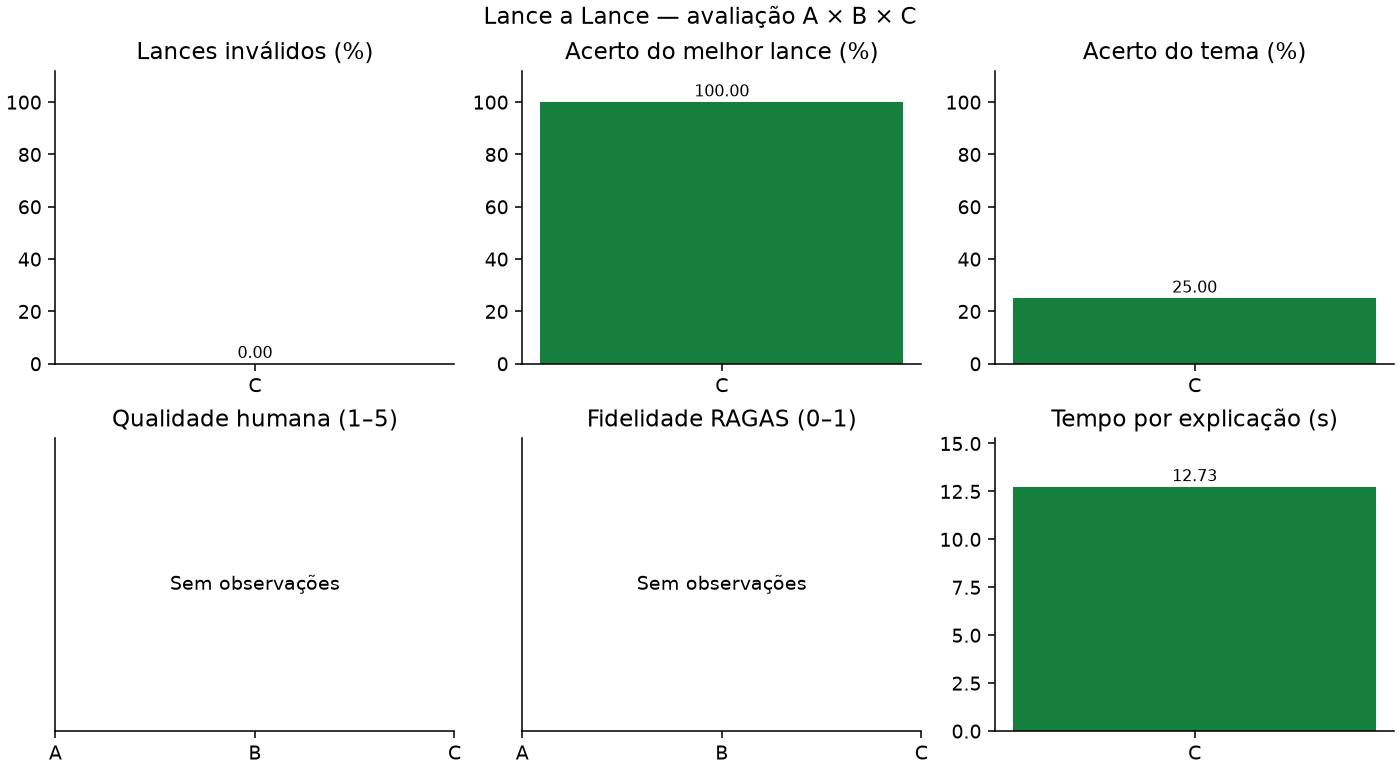 Lance a Lance — avaliação A × B × C
Lances inválidos (%)
100
80
60
40
20
0
0.00
C
Acerto do melhor lance (%)
100
80
60
40
20
0
100.00
C
Acerto do tema (%)
100
80
60
40
20
0
25.00
C
Qualidade humana (1–5)
Sem observações
A B C
Fidelidade RAGAS (0–1)
Sem observações
A B C
Tempo por explicação (s)
15.0
12.5
10.0
7.5
5.0
2.5
0.0
12.73
C